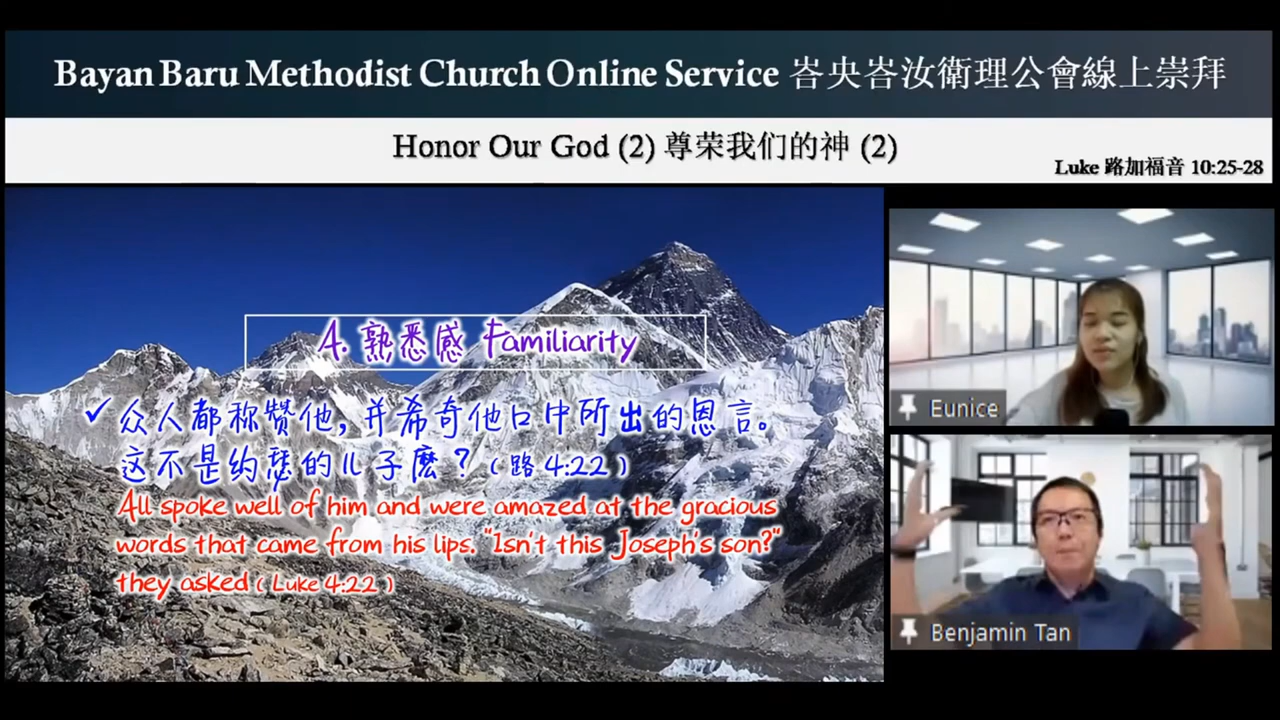 Bayan Baru Methodist Church Online Service 峇央峇汝衛理公會線上崇拜
Honor Our God (2) 尊荣我们的神 (2)
Luke 路加福音 10:25-28
A. 熟悉感 Familiarity
✓ 众人都称赞他，并希奇他口中所出的恩言。
这不是约瑟的儿子麽？（路 4:22）
All spoke well of him and were amazed at the gracious
words that came from his lips. "Isn't this Joseph's son?"
they asked (Luke 4:22)
Eunice
Benjamin Tan